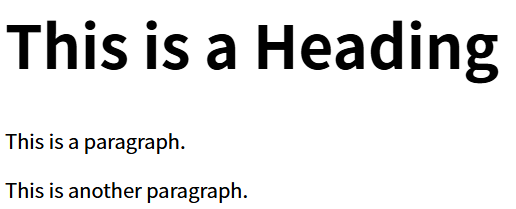 This is a Heading
This is a paragraph.
This is another paragraph.